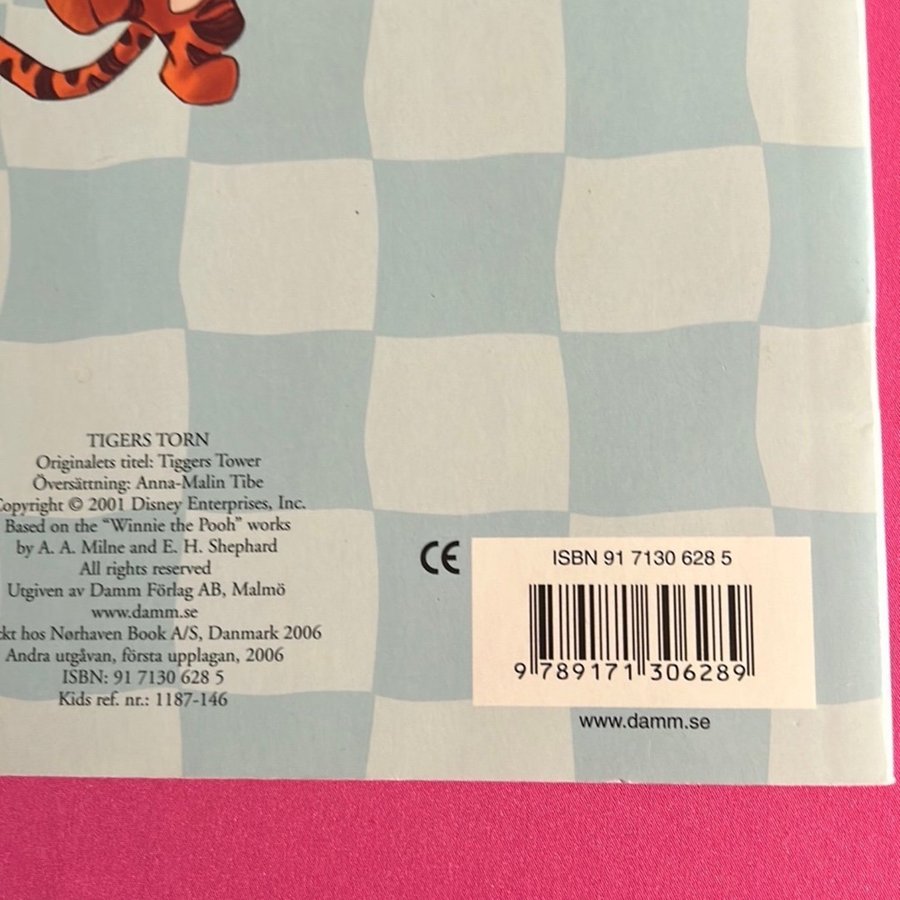 TIGERS TORN
Originalets titel: Tiggers Tower
Översättning: Anna-Malin Tibe
Copyright © 2001 Disney Enterprises, Inc.
Based on the "Winnie the Pooh" works
by A. A. Milne and E. H. Shephard
All rights reserved
Utgiven av Damm Förlag AB, Malmö
www.damm.se
hos Nørhaven Book A/S, Danmark 2006
Andra utgåvan, första upplagan, 2006
ISBN: 91 7130 628 5
Kids ref. nr.: 1187-146
CE
ISBN 91 7130 628 5
9 789171 306289
www.damm.se